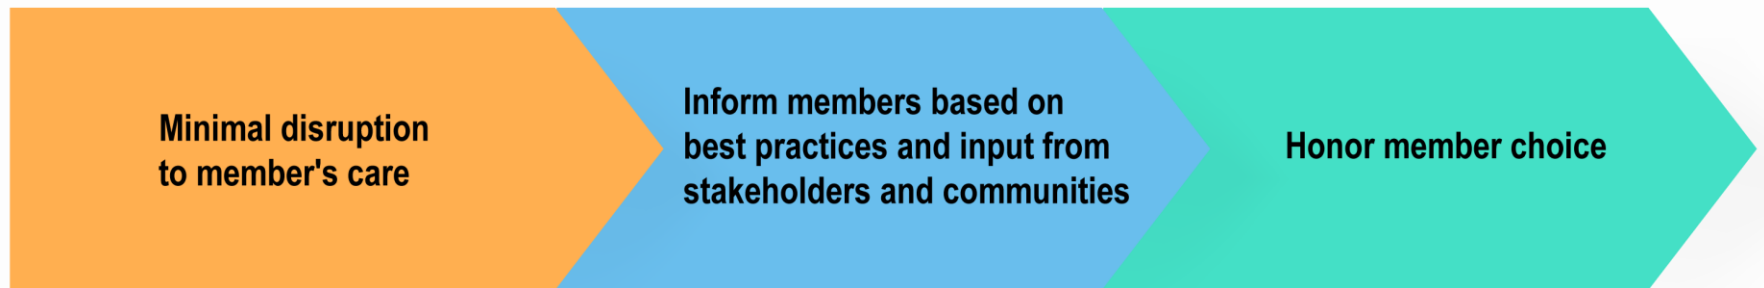 Minimal disruption
to member's care
Inform members based on
best practices and input from
stakeholders and communities
Honor member choice